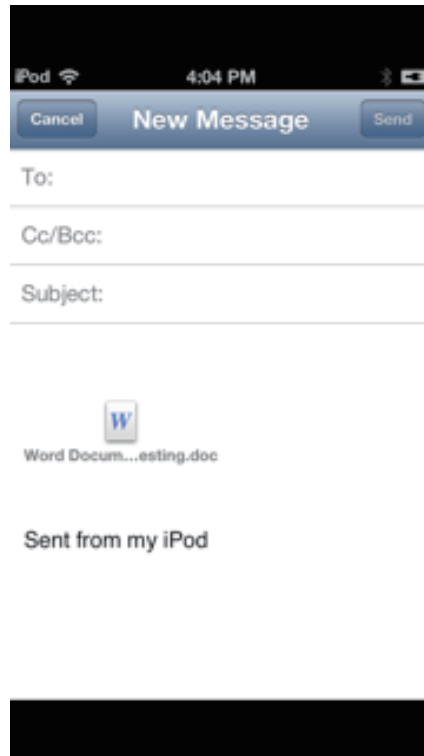 iPod 4:04 PM
Cancel New Message Send
To:
Cc/Bcc:
Subject:
W
Word Docum...esting.doc
Sent from my iPod